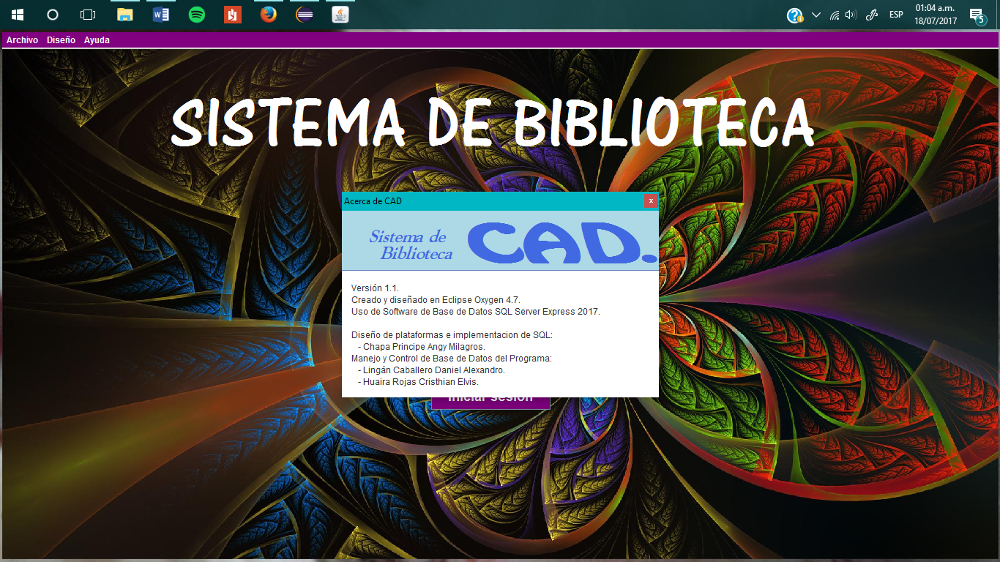 01:04 a.m.
ESP
18/07/2017
5
Archivo Diseño Ayuda
SISTEMA DE BIBLIOTECA
Acerca de CAD
x
Sistema de
Biblioteca
CAD.
Versión 1.1.
Creado y diseñado en Eclipse Oxygen 4.7.
Uso de Software de Base de Datos SQL Server Express 2017.
Diseño de plataformas e implementacion de SQL:
- Chapa Principe Angy Milagros.
Manejo y Control de Base de Datos del Programa:
- Lingán Caballero Daniel Alexandro.
- Huaira Rojas Cristhian Elvis.
Iniciar sesión